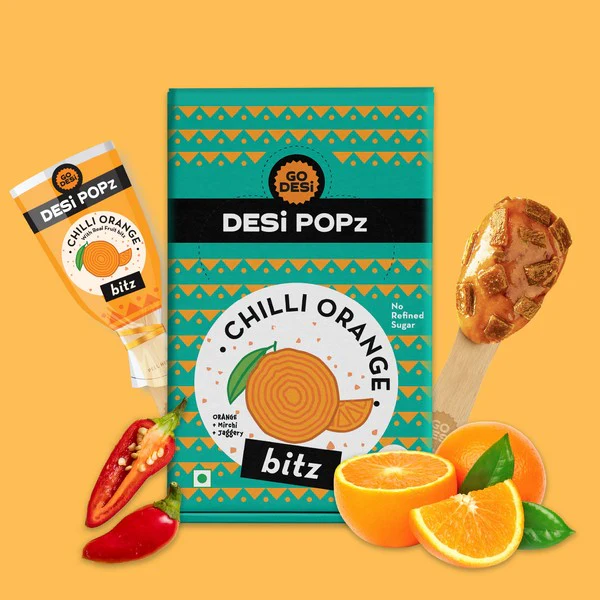 GO
DESi
DESi POPz
CHILLI ORANGE
With Real Fruit bitz
bitz
GO
DESi
DESi POPz
• CHILLI ORANGE •
No
Refined
Sugar
ORANGE
+ Mirchi
+ Jaggery
bitz